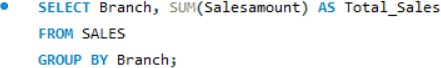 SELECT Branch, SUM(Salesamount) AS Total_Sales
FROM SALES
GROUP BY Branch;